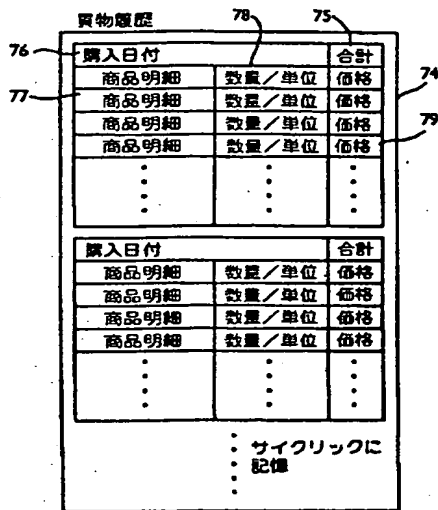 買物履歴
78 75
76 購入日付 合計
77 商品明細 数量／単位 価格 74
商品明細 数量／単位 価格
商品明細 数量／単位 価格 79
商品明細 数量／単位 価格
購入日付 合計
商品明細 数量／単位 価格
商品明細 数量／単位 価格
商品明細 数量／単位 価格
商品明細 数量／単位 価格
サイクリックに
記憶